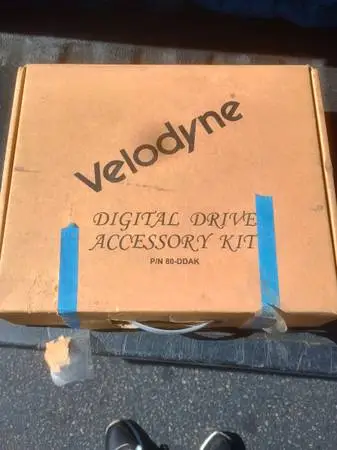 Velodyne
DIGITAL DRIVE
ACCESSORY KIT
P/N 80-DDAK